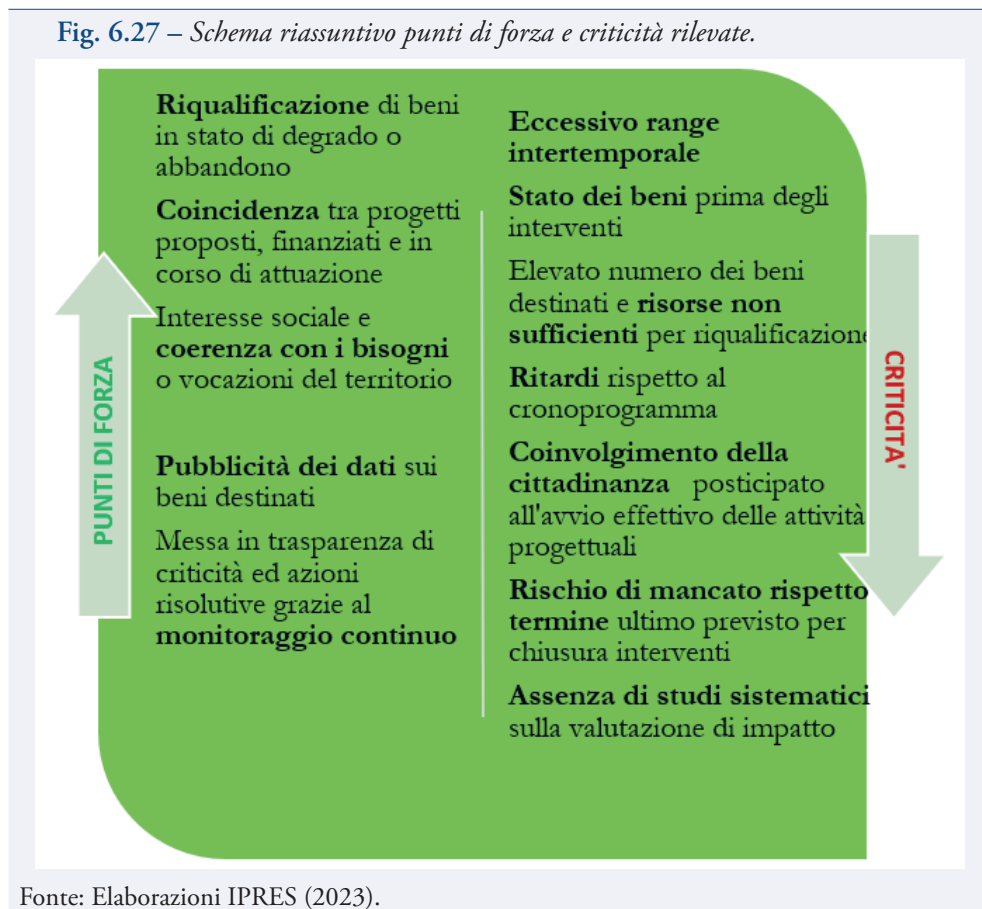 Fig. 6.27 – Schema riassuntivo punti di forza e criticità rilevate.
PUNTI DI FORZA
Riqualificazione di beni
in stato di degrado o
abbandono
Coincidenza tra progetti
proposti, finanziati e in
corso di attuazione
Interesse sociale e
coerenza con i bisogni
o vocazioni del territorio
Pubblicità dei dati sui
beni destinati
Messa in trasparenza di
criticità ed azioni
risolutive grazie al
monitoraggio continuo
Eccessivo range
intertemporale
Stato dei beni prima degli
interventi
Elevato numero dei beni
destinati e risorse non
sufficienti per riqualificazione
Ritardi rispetto al
cronoprogramma
Coinvolgimento della
cittadinanza posticipato
all'avvio effettivo delle attività
progettuali
Rischio di mancato rispetto
termine ultimo previsto per
chiusura interventi
Assenza di studi sistematici
sulla valutazione di impatto
CRITICITA'
Fonte: Elaborazioni IPRES (2023).